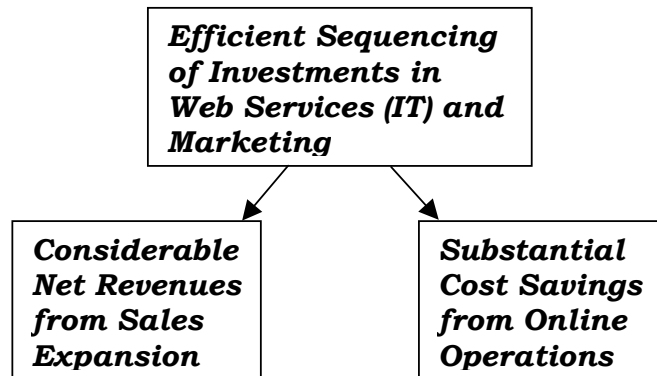 Efficient Sequencing
of Investments in
Web Services (IT) and
Marketing
Considerable
Net Revenues
from Sales
Expansion
Substantial
Cost Savings
from Online
Operations